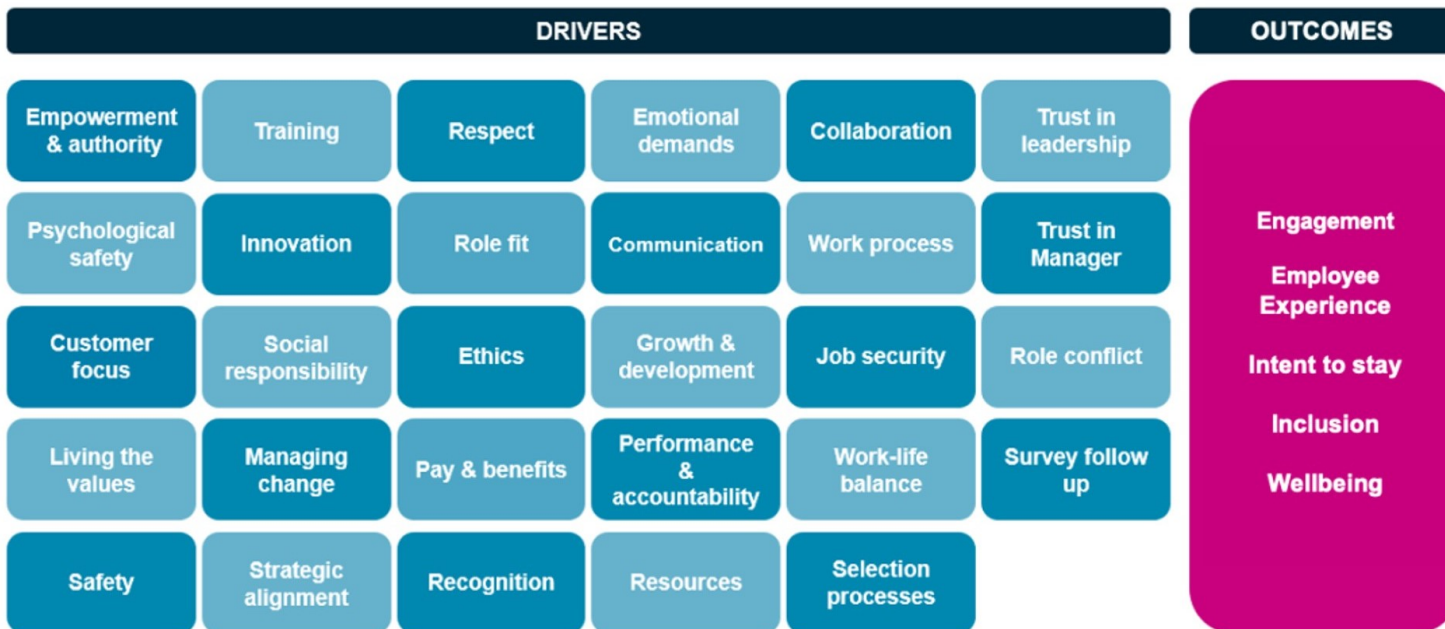 DRIVERS
OUTCOMES
Empowerment
& authority
Training
Respect
Emotional
demands
Collaboration
Trust in
leadership
Psychological
safety
Innovation
Role fit
Communication
Work process
Trust in
Manager
Customer
focus
Social
responsibility
Ethics
Growth &
development
Job security
Role conflict
Living the
values
Managing
change
Pay & benefits
Performance
&
accountability
Work-life
balance
Survey follow
up
Safety
Strategic
alignment
Recognition
Resources
Selection
processes
Engagement
Employee
Experience
Intent to stay
Inclusion
Wellbeing